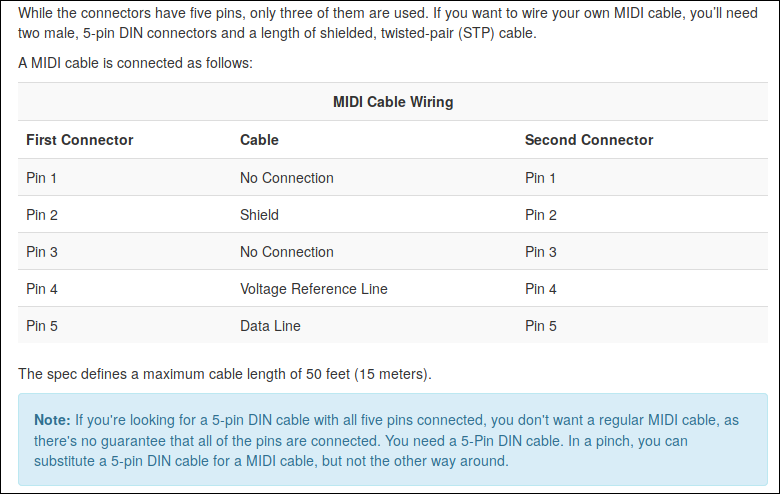 While the connectors have five pins, only three of them are used. If you want to wire your own MIDI cable, you'll need
two male, 5-pin DIN connectors and a length of shielded, twisted-pair (STP) cable.
A MIDI cable is connected as follows:
MIDI Cable Wiring
First Connector Cable Second Connector
Pin 1 No Connection Pin 1
Pin 2 Shield Pin 2
Pin 3 No Connection Pin 3
Pin 4 Voltage Reference Line Pin 4
Pin 5 Data Line Pin 5
The spec defines a maximum cable length of 50 feet (15 meters).
Note: If you're looking for a 5-pin DIN cable with all five pins connected, you don't want a regular MIDI cable, as
there's no guarantee that all of the pins are connected. You need a 5-Pin DIN cable. In a pinch, you can
substitute a 5-pin DIN cable for a MIDI cable, but not the other way around.